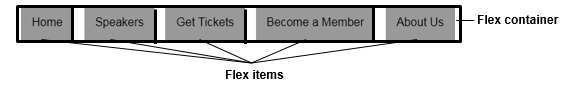 Home Speakers Get Tickets Become a Member About Us Flex container
Flex items